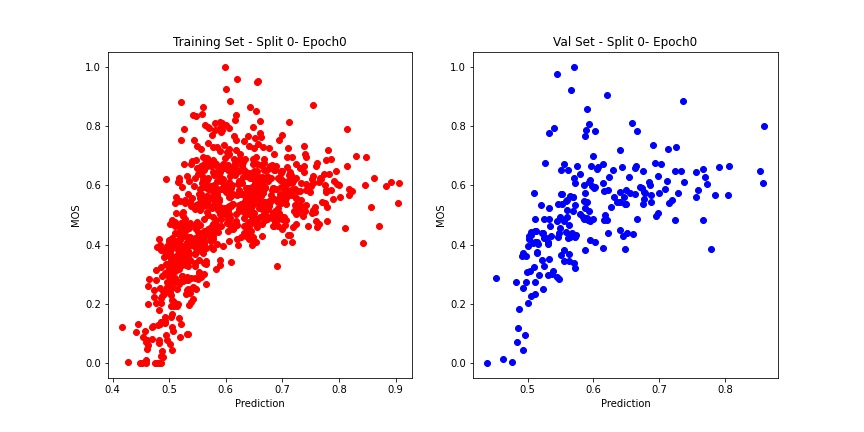 Training Set - Split 0- Epoch0
MOS
1.0
0.8
0.6
0.4
0.2
0.0
0.4 0.5 0.6 0.7 0.8 0.9
Prediction
Val Set - Split 0- Epoch0
MOS
1.0
0.8
0.6
0.4
0.2
0.0
0.5 0.6 0.7 0.8
Prediction